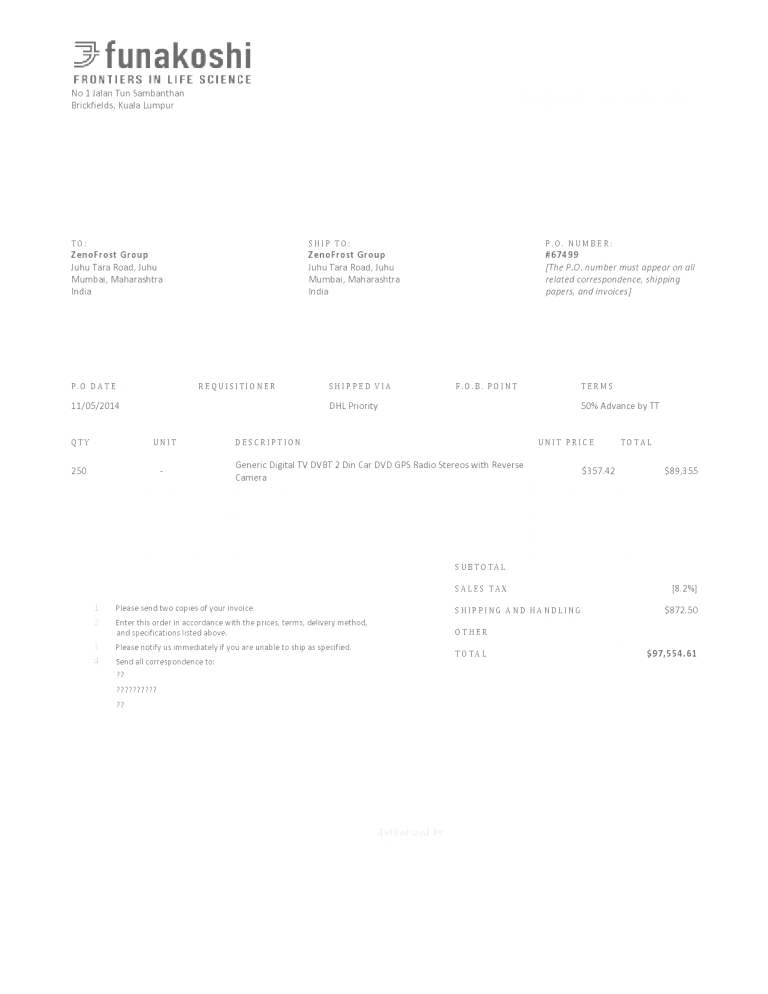 funakoshi
FRONTIERS IN LIFE SCIENCE
No 1 Jalan Tun Sambanthan
Brickfields, Kuala Lumpur
TO:
ZenoFrost Group
Juhu Tara Road, Juhu
Mumbai, Maharashtra
India
SHIP TO:
ZenoFrost Group
Juhu Tara Road, Juhu
Mumbai, Maharashtra
India
P.O. NUMBER:
#67499
[The P.O. number must appear on all
related correspondence, shipping
papers, and invoices]
P.O DATE REQUISITIONER SHIPPED VIA F.O.B. POINT TERMS
11/05/2014 DHL Priority 50% Advance by TT
QTY UNIT DESCRIPTION UNIT PRICE TOTAL
250 - Generic Digital TV DVBT 2 Din Car DVD GPS Radio Stereos with Reverse $357.42 $89,355
Camera
SUBTOTAL
SALES TAX [8.2%]
SHIPPING AND HANDLING $872.50
OTHER
TOTAL $97,554.61
1 Please send two copies of your invoice.
2 Enter this order in accordance with the prices, terms, delivery method,
and specifications listed above.
3 Please notify us immediately if you are unable to ship as specified.
4 Send all correspondence to:
??
??????????
??
Authorized by